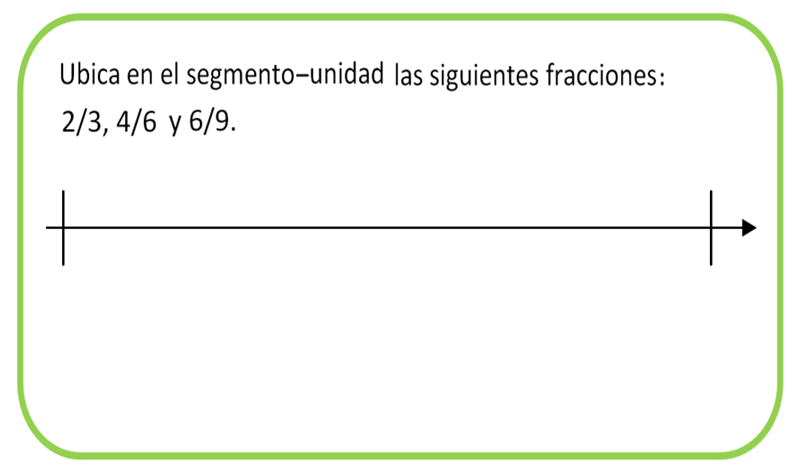 Ubica en el segmento–unidad las siguientes fracciones:
2/3, 4/6 y 6/9.